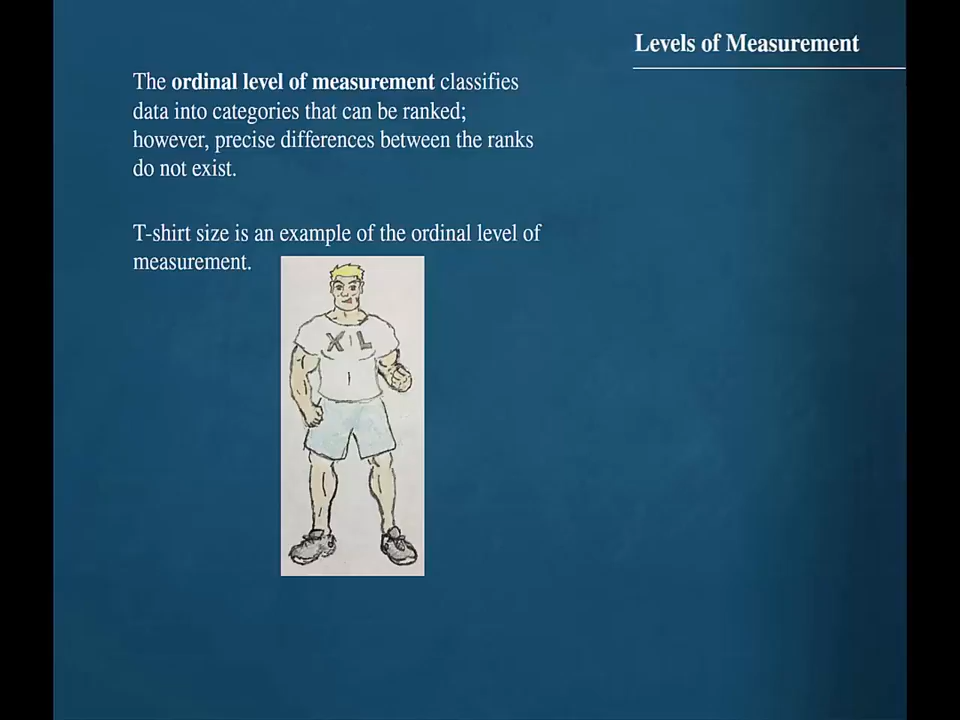 Levels of Measurement
The ordinal level of measurement classifies
data into categories that can be ranked;
however, precise differences between the ranks
do not exist.
T-shirt size is an example of the ordinal level of
measurement.
XL